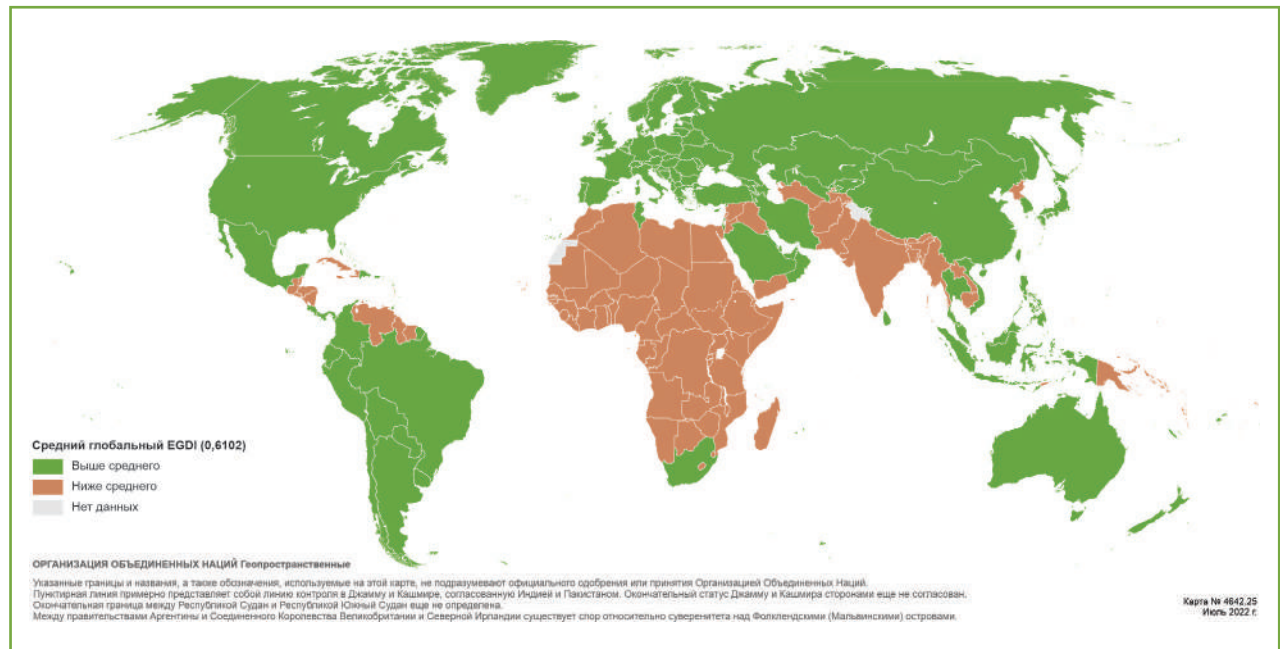 Средний глобальный EGDI (0,6102)
Выше среднего
Ниже среднего
Нет данных
ОРГАНИЗАЦИЯ ОБЪЕДИНЕННЫХ НАЦИЙ Геопространственные
Указанные границы и названия, а также обозначения, используемые на этой карте, не подразумевают официального одобрения или принятия Организацией Объединенных Наций.
Пунктирная линия примерно представляет собой линию контроля в Джамму и Кашмире, согласованную Индией и Пакистаном. Окончательный статус Джамму и Кашмира сторонами еще не согласован.
Окончательная граница между Республикой Судан и Республикой Южный Судан еще не определена.
Между правительствами Аргентины и Соединенного Королевства Великобритании и Северной Ирландии существует спор относительно суверенитета над Фолклендскими (Мальвинскими) островами.
Карта № 4642.25
Июль 2022 г.